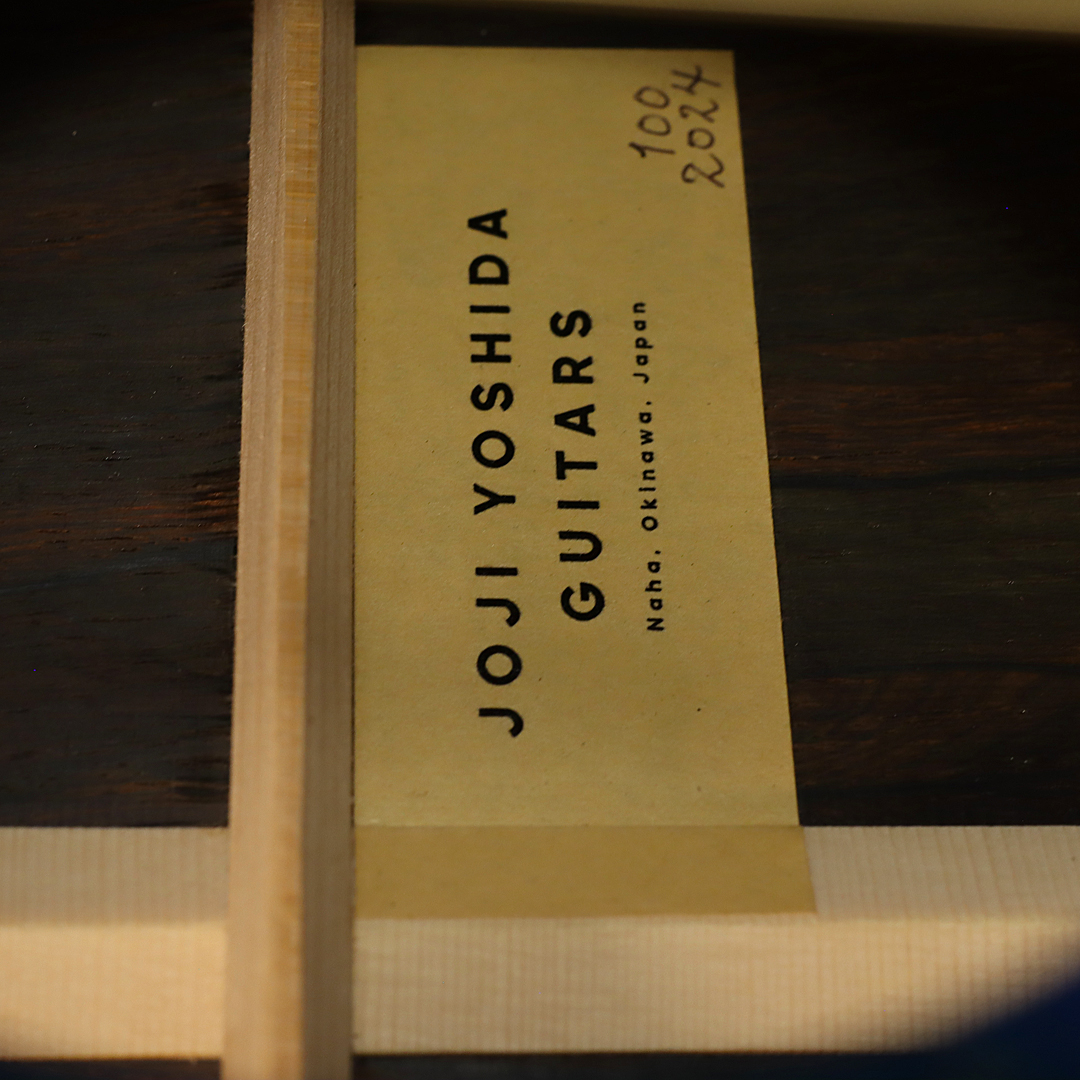 100
2024
JOJI YOSHIDA
GUITARS
Naha, Okinawa, Japan